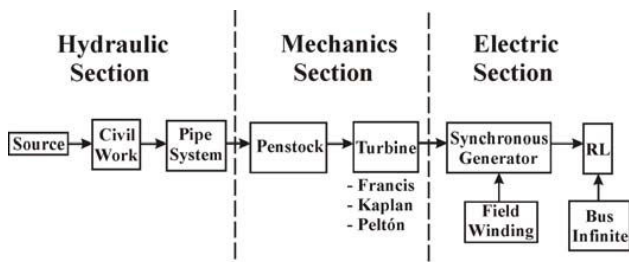 Hydraulic
Section
Mechanics
Section
Electric
Section
Source
Civil
Work
Pipe
System
Penstock
Turbine
- Francis
- Kaplan
- Peltón
Synchronous
Generator
RL
Field
Winding
Bus
Infinite